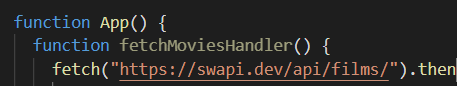 function App() {
function fetchMoviesHandler() {
fetch("https://swapi.dev/api/films/").then